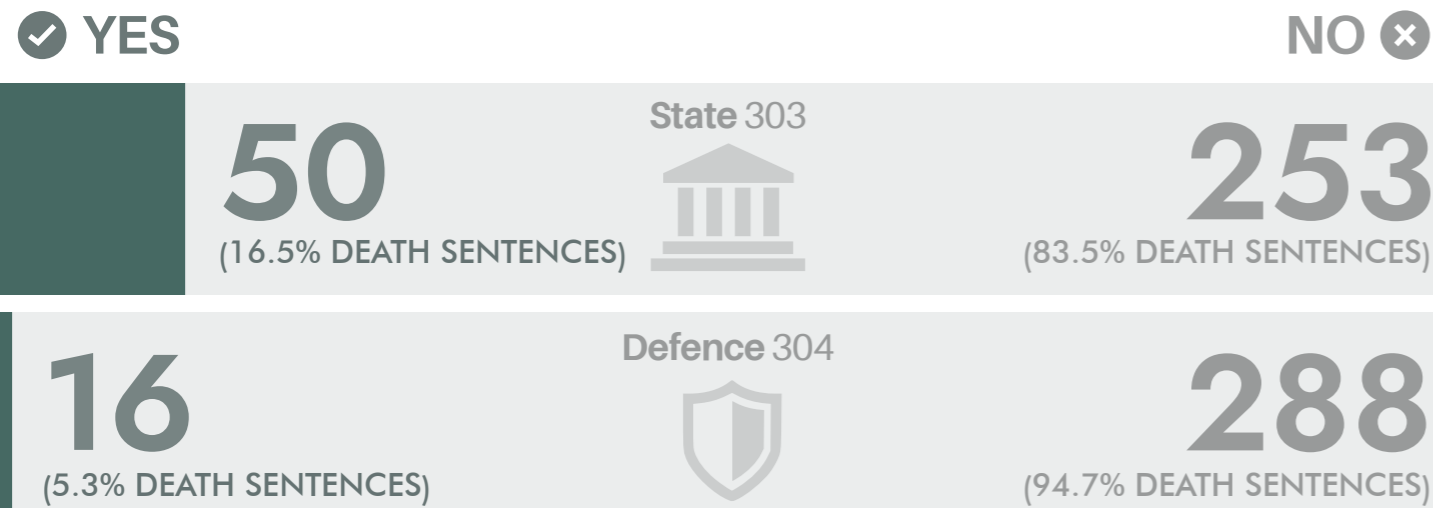 YES
NO
State 303
50
253
(16.5% DEATH SENTENCES)
(83.5% DEATH SENTENCES)
Defence 304
16
288
(5.3% DEATH SENTENCES)
(94.7% DEATH SENTENCES)